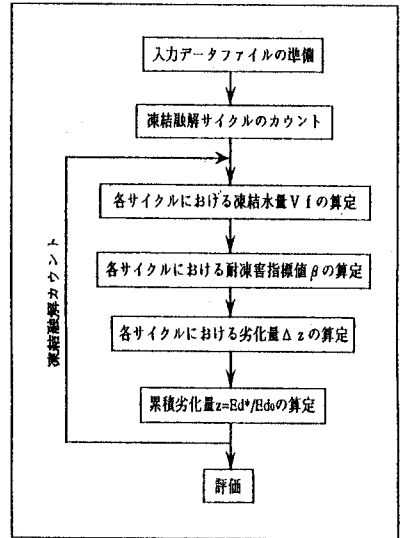 入力データファイルの準備
凍結融解サイクルのカウント
各サイクルにおける凍結水量Vfの算定
各サイクルにおける耐凍害指標値βの算定
各サイクルにおける劣化量Δzの算定
累積劣化量z=Ed*/Edoの算定
評価
凍結融解カウント